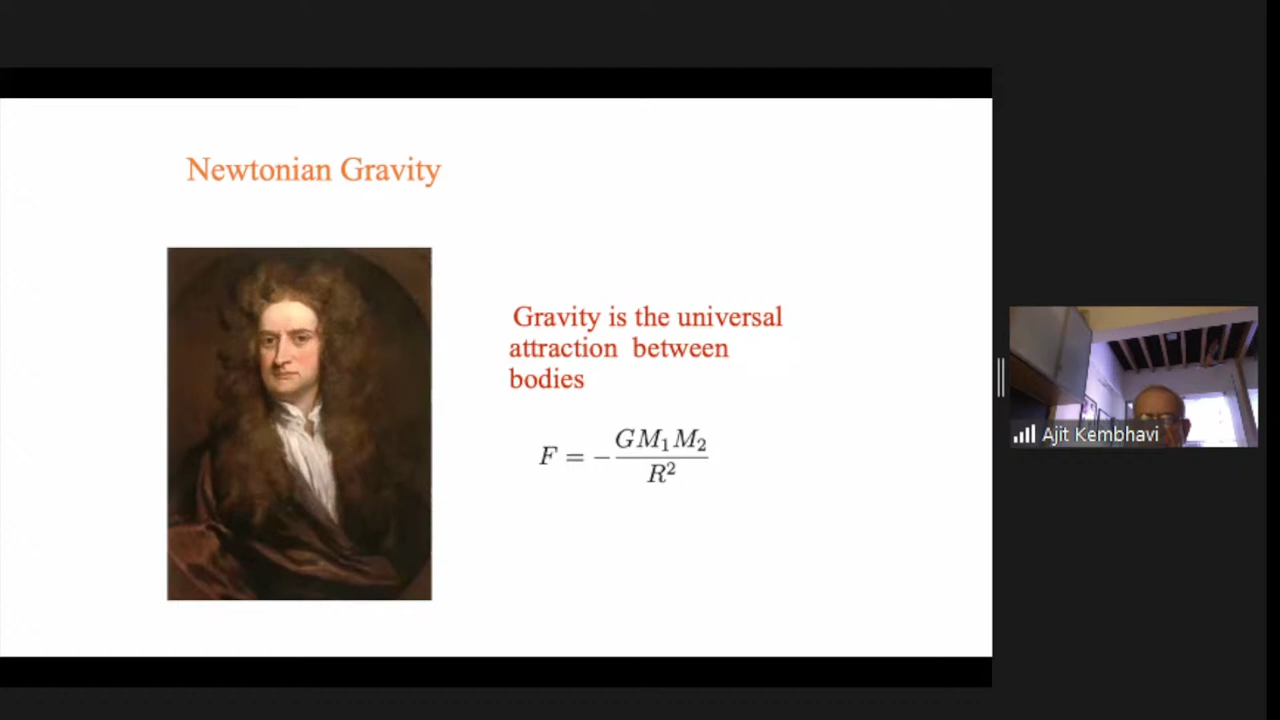 Newtonian Gravity
Gravity is the universal
attraction between
bodies
F = −GM₁M₂/R²
Ajit Kembhavi